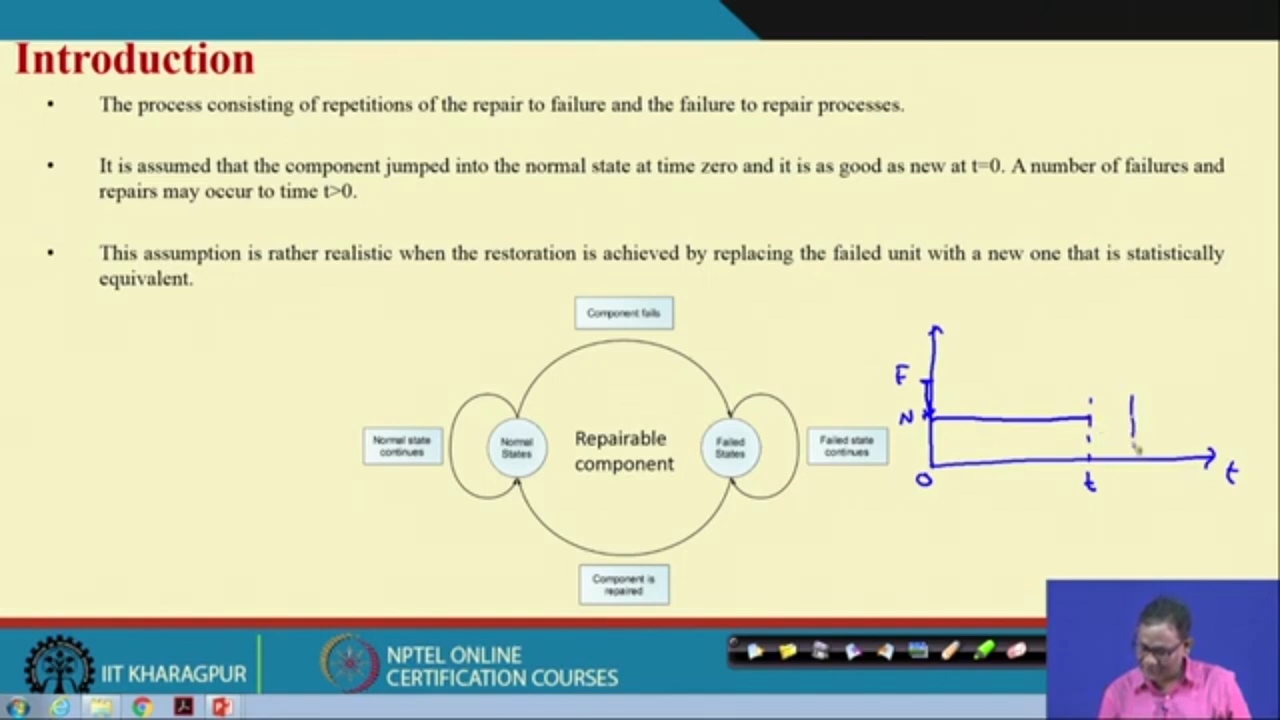 Introduction
• The process consisting of repetitions of the repair to failure and the failure to repair processes.
• It is assumed that the component jumped into the normal state at time zero and it is as good as new at t=0. A number of failures and
repairs may occur to time t>0.
• This assumption is rather realistic when the restoration is achieved by replacing the failed unit with a new one that is statistically
equivalent.
Component fails
Normal state
continues
Normal
States
Repairable
component
Failed
States
Failed state
continues
Component is
repaired
F
N
O
t
t
IIT KHARAGPUR
NPTEL ONLINE
CERTIFICATION COURSES